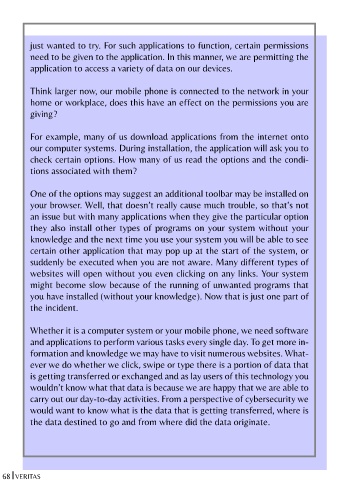 just wanted to try. For such applications to function, certain permissions
need to be given to the application. In this manner, we are permitting the
application to access a variety of data on our devices.
Think larger now, our mobile phone is connected to the network in your
home or workplace, does this have an effect on the permissions you are
giving?
For example, many of us download applications from the internet onto
our computer systems. During installation, the application will ask you to
check certain options. How many of us read the options and the condi-
tions associated with them?
One of the options may suggest an additional toolbar may be installed on
your browser. Well, that doesn't really cause much trouble, so that's not
an issue but with many applications when they give the particular option
they also install other types of programs on your system without your
knowledge and the next time you use your system you will be able to see
certain other application that may pop up at the start of the system, or
suddenly be executed when you are not aware. Many different types of
websites will open without you even clicking on any links. Your system
might become slow because of the running of unwanted programs that
you have installed (without your knowledge). Now that is just one part of
the incident.
Whether it is a computer system or your mobile phone, we need software
and applications to perform various tasks every single day. To get more in-
formation and knowledge we may have to visit numerous websites. What-
ever we do whether we click, swipe or type there is a portion of data that
is getting transferred or exchanged and as lay users of this technology you
wouldn't know what that data is because we are happy that we are able to
carry out our day-to-day activities. From a perspective of cybersecurity we
would want to know what is the data that is getting transferred, where is
the data destined to go and from where did the data originate.
68 VERITAS